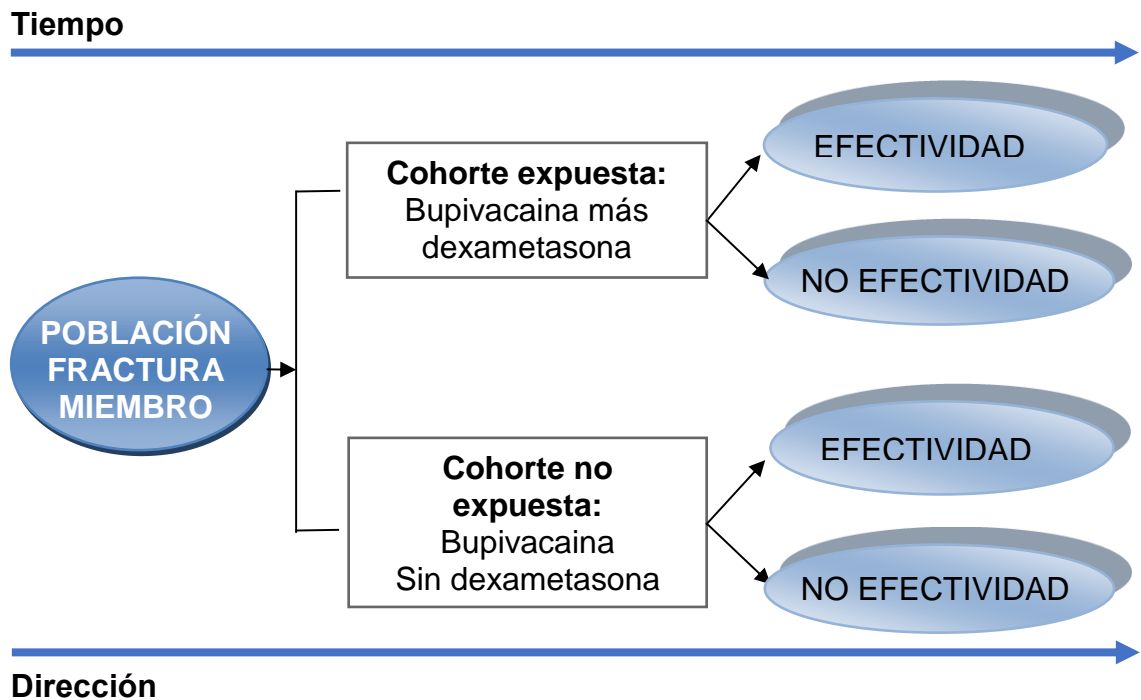 Tiempo
Cohorte expuesta:
Bupivacaina más
dexametasona
EFECTIVIDAD
NO EFECTIVIDAD
POBLACIÓN
FRACTURA
MIEMBRO
Cohorte no
expuesta:
Bupivacaina
Sin dexametasona
EFECTIVIDAD
NO EFECTIVIDAD
Dirección